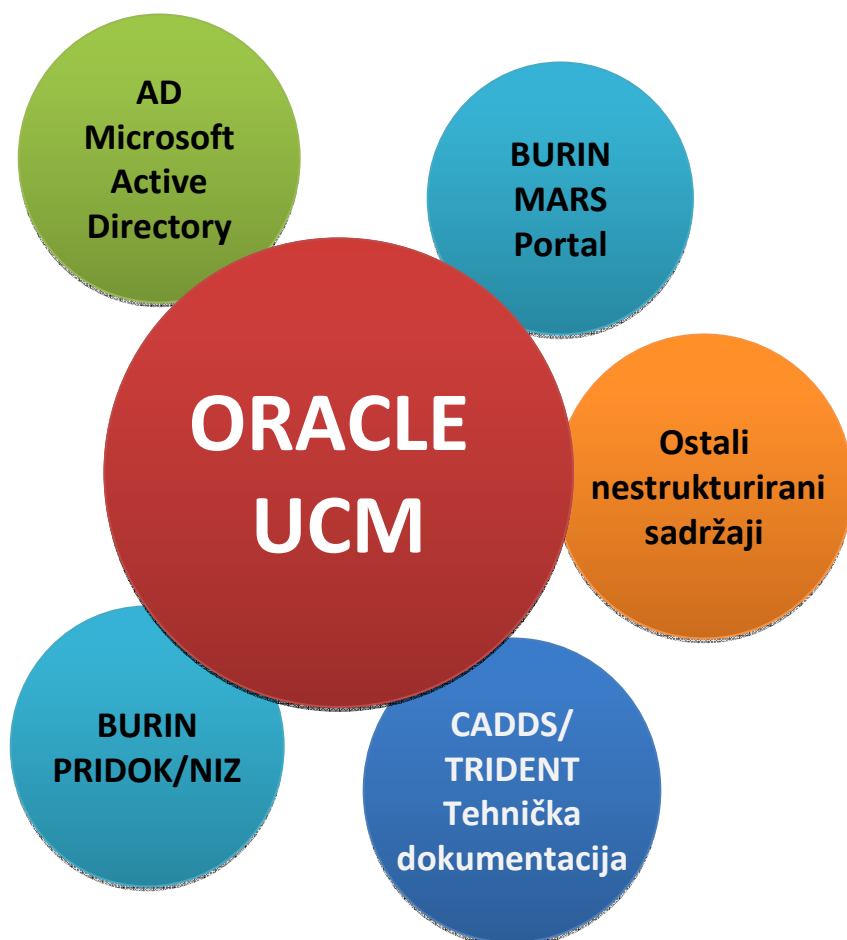 AD
Microsoft
Active
Directory
BURIN
MARS
Portal
ORACLE
UCM
Ostali
nestrukturirani
sadržaji
BURIN
PRIDOK/NIZ
CADDS/
TRIDENT
Tehnička
dokumentacija